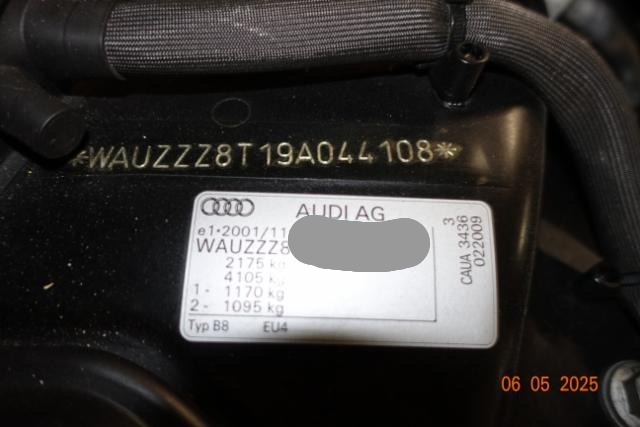 *WAUZZZ8T19A044108*
AUDI AG
e1*2001/11
WAUZZZ8
2175 kg
4105 kg
1 - 1170 kg
2 - 1095 kg
Typ B8 EU4
3
CAUA 3436
022009
06 05 2025